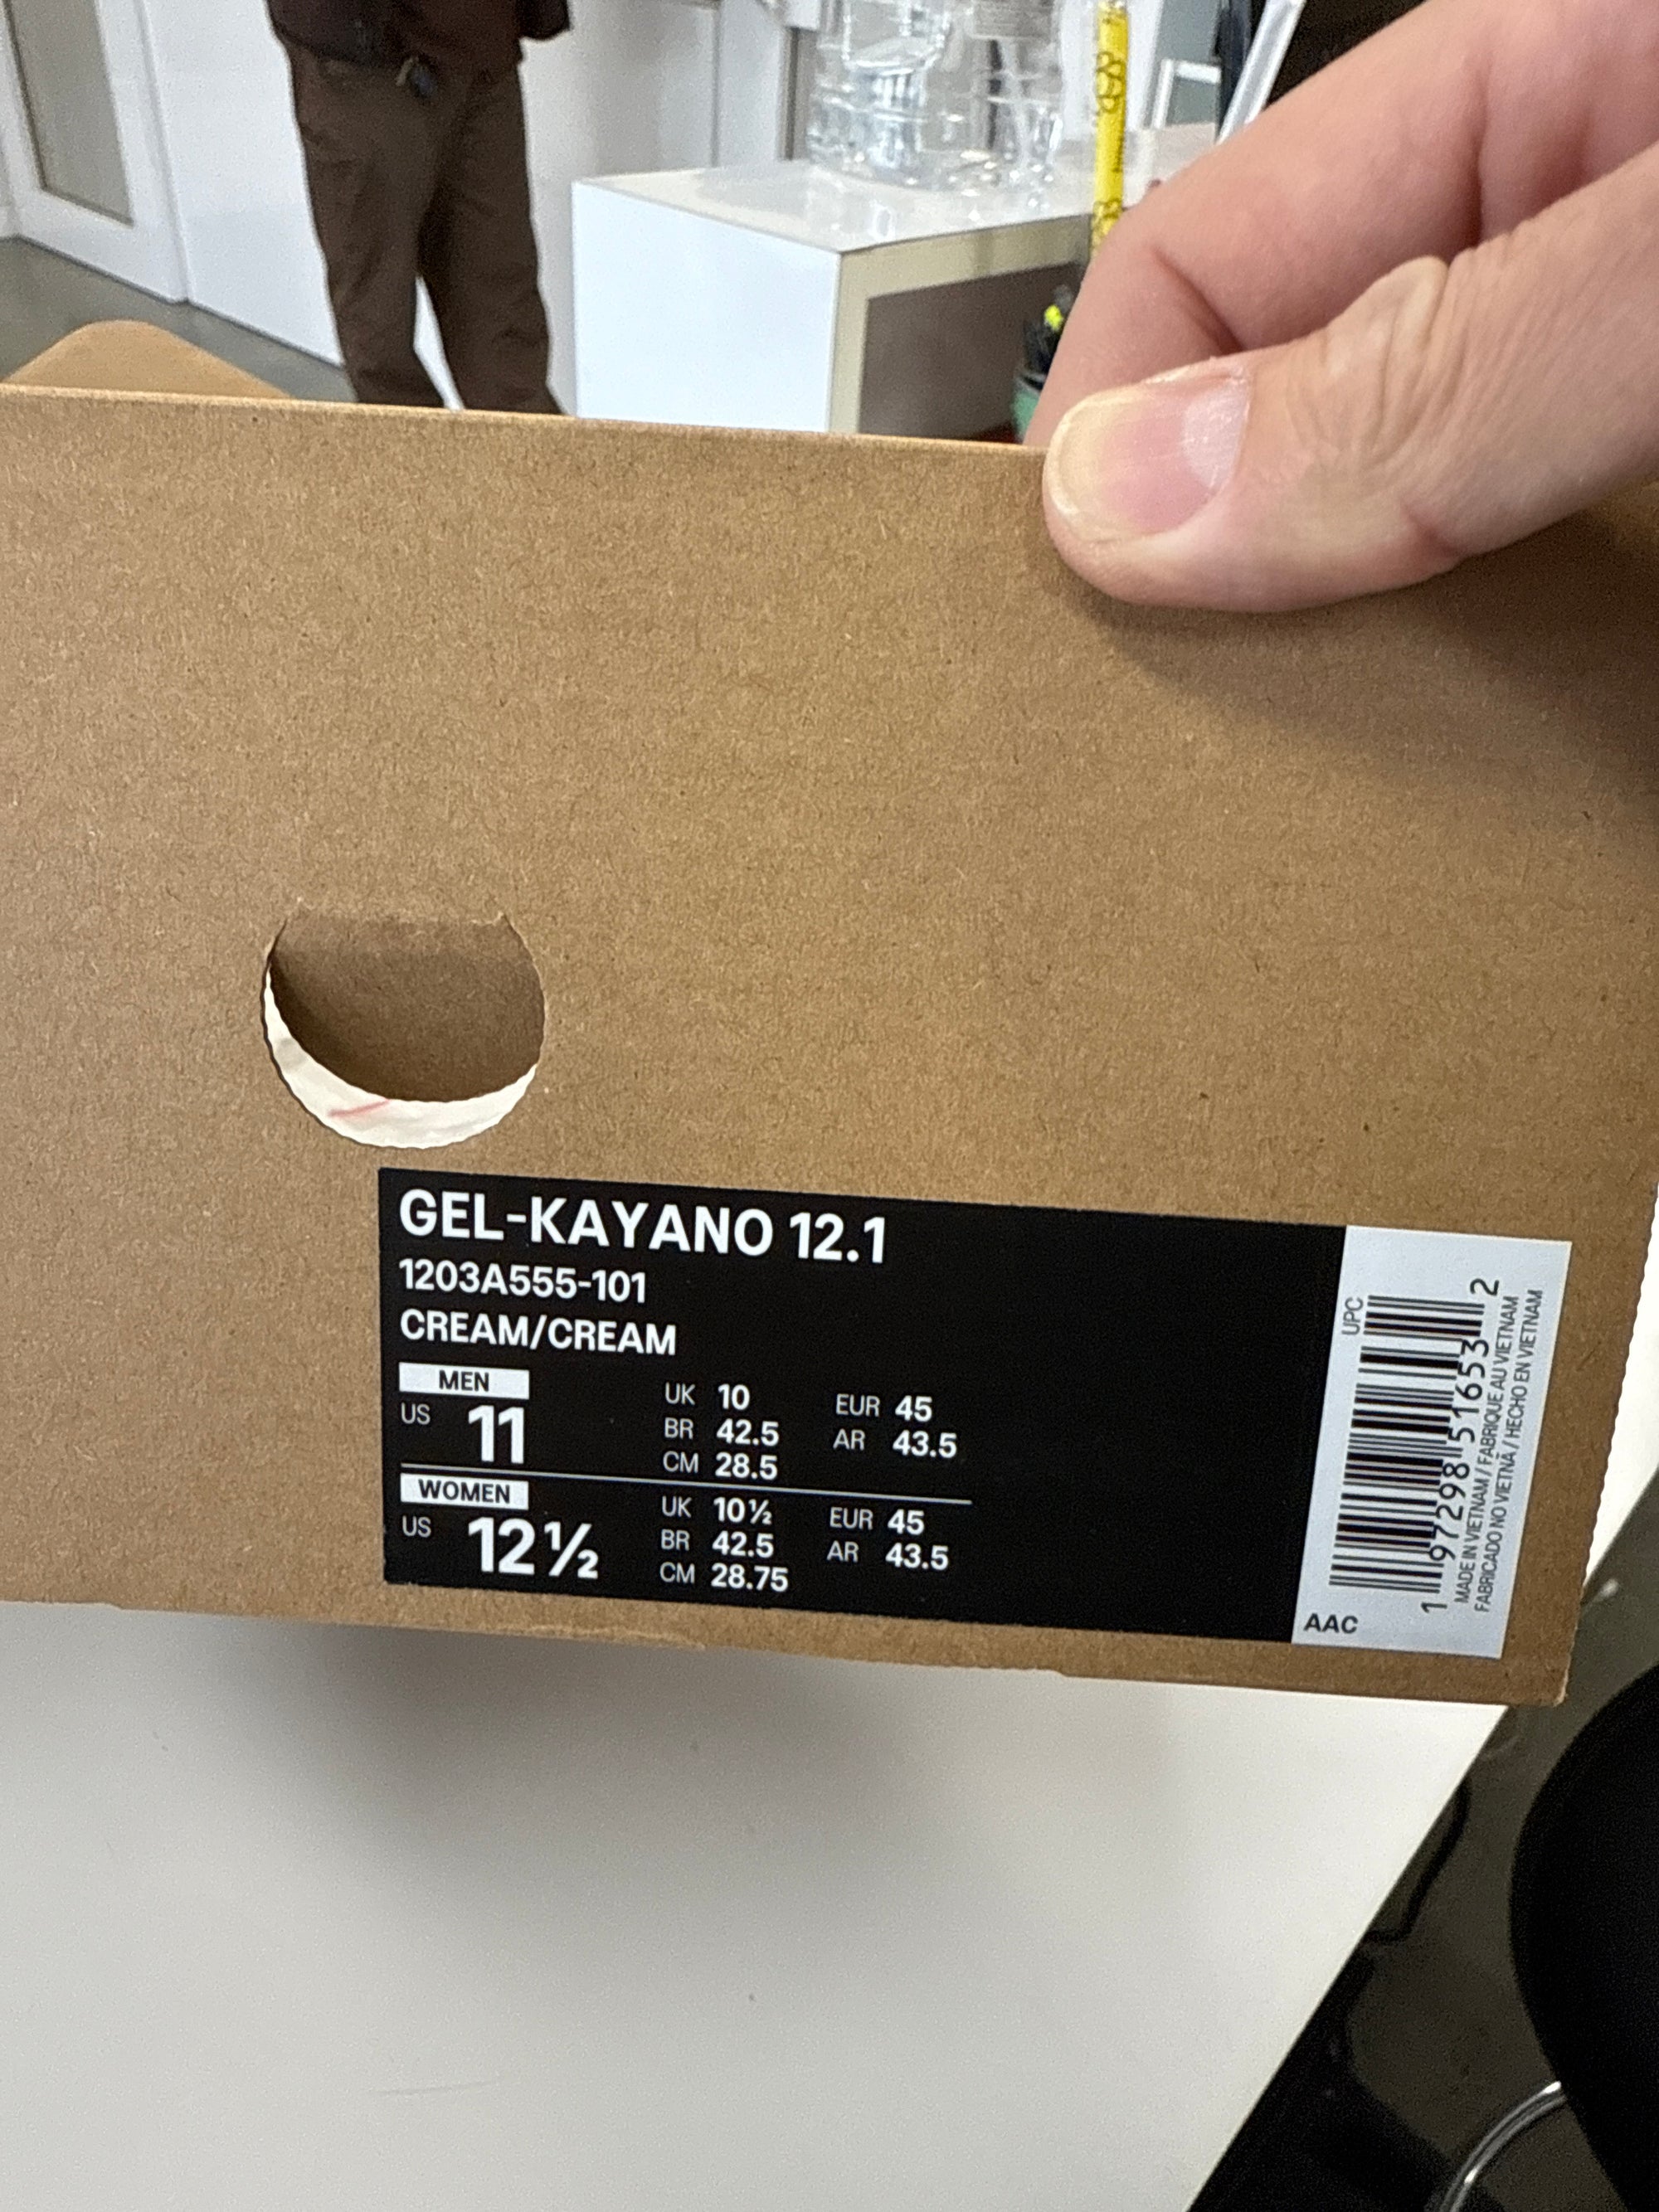 GEL-KAYANO 12.1
1203A555-101
CREAM/CREAM
MEN
US 11
UK 10
BR 42.5
CM 28.5
EUR 45
AR 43.5
WOMEN
US 12½
UK 10½
BR 42.5
CM 28.75
EUR 45
AR 43.5
UPC
1 97298 51653 2
MADE IN VIETNAM / FABRIQUE AU VIETNAM
FABRICADO NO VIETNÃ / HECHO EN VIETNAM
AAC